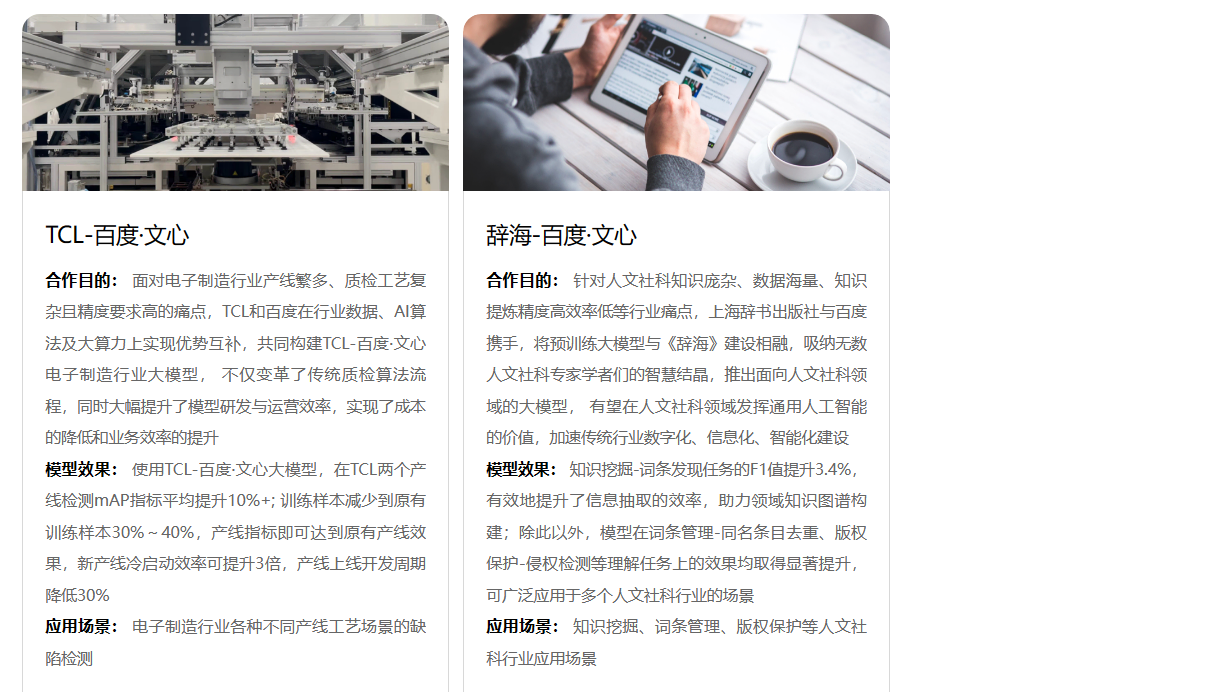 TCL-百度·文心
合作目的： 面对电子制造行业产线繁多、质检工艺复
杂且精度要求高的痛点，TCL和百度在行业数据、AI算
法及大算力上实现优势互补，共同构建TCL-百度·文心
电子制造行业大模型， 不仅变革了传统质检算法流
程，同时大幅提升了模型研发与运营效率，实现了成本
的降低和业务效率的提升
模型效果： 使用TCL-百度·文心大模型，在TCL两个产
线检测mAP指标平均提升10%+; 训练样本减少到原有
训练样本30%～40%，产线指标即可达到原有产线效
果，新产线冷启动效率可提升3倍，产线上线开发周期
降低30%
应用场景： 电子制造行业各种不同产线工艺场景的缺
陷检测
辞海-百度·文心
合作目的： 针对人文社科知识庞杂、数据海量、知识
提炼精度高效率低等行业痛点，上海辞书出版社与百度
携手，将预训练大模型与《辞海》建设相融，吸纳无数
人文社科专家学者们的智慧结晶，推出面向人文社科领
域的大模型， 有望在人文社科领域发挥通用人工智能
的价值，加速传统行业数字化、信息化、智能化建设
模型效果： 知识挖掘-词条发现任务的F1值提升3.4%，
有效地提升了信息抽取的效率，助力领域知识图谱构
建；除此以外，模型在词条管理-同名条目去重、版权
保护-侵权检测等理解任务上的效果均取得显著提升，
可广泛应用于多个人文社科行业的场景
应用场景： 知识挖掘、词条管理、版权保护等人文社
科行业应用场景